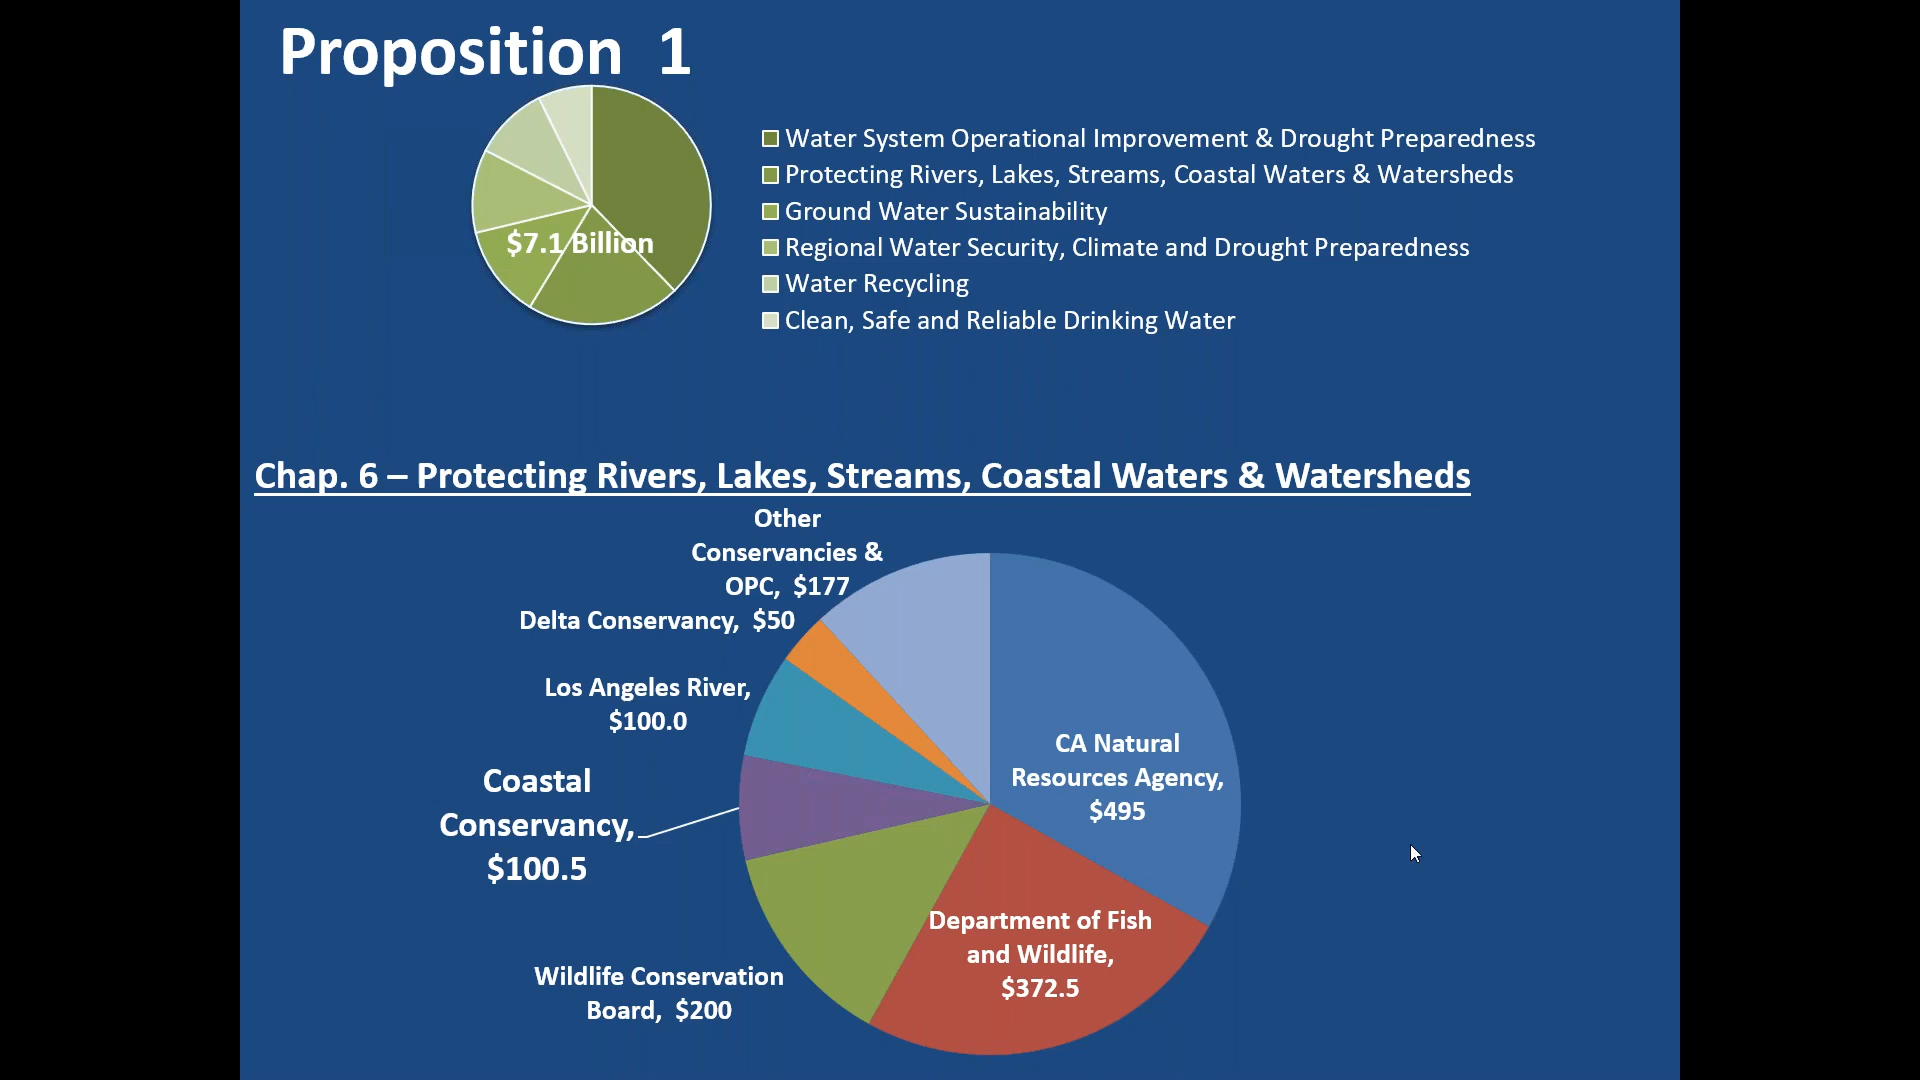 Proposition 1
$7.1 Billion
Water System Operational Improvement & Drought Preparedness
Protecting Rivers, Lakes, Streams, Coastal Waters & Watersheds
Ground Water Sustainability
Regional Water Security, Climate and Drought Preparedness
Water Recycling
Clean, Safe and Reliable Drinking Water
Chap. 6 – Protecting Rivers, Lakes, Streams, Coastal Waters & Watersheds
Other
Conservancies &
OPC, $177
Delta Conservancy, $50
Los Angeles River,
$100.0
Coastal
Conservancy,
$100.5
Wildlife Conservation
Board, $200
CA Natural
Resources Agency,
$495
Department of Fish
and Wildlife,
$372.5